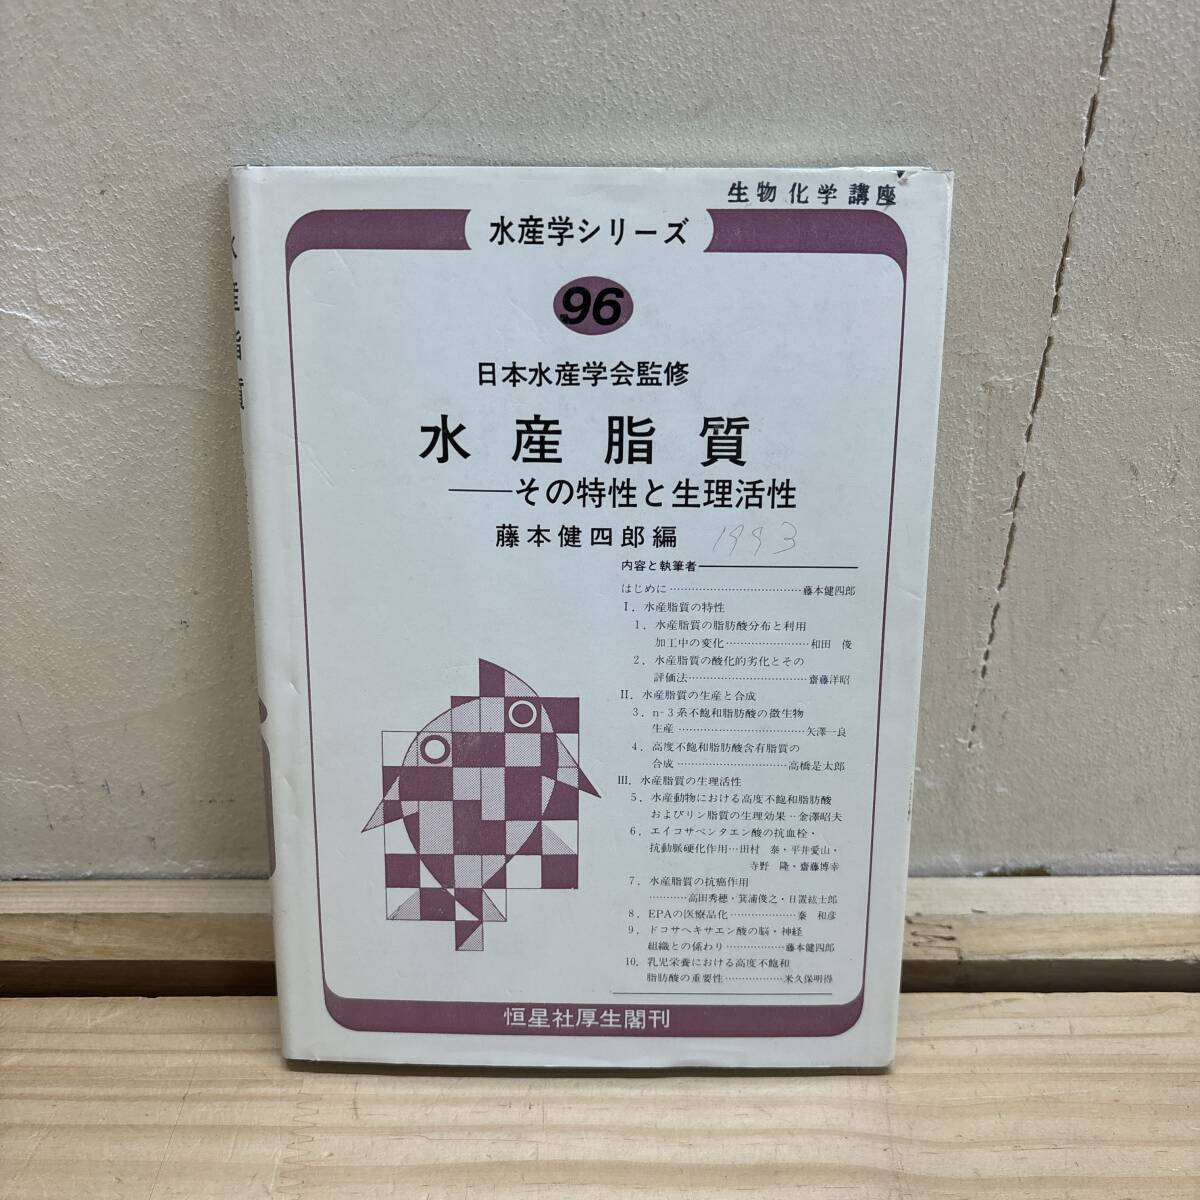 生物化学講座
水産学シリーズ
96
日本水産学会監修
水産脂質
——その特性と生理活性
藤本健四郎編
1993
内容と執筆者
はじめに………………………………藤本健四郎
I. 水産脂質の特性
1. 水産脂質の脂肪酸分布と利用
加工中の変化……………………和田 俊
2. 水産脂質の酸化的劣化とその
評価法……………………………齋藤洋昭
II. 水産脂質の生産と合成
3. n-3系不飽和脂肪酸の微生物
生産………………………………矢澤一良
4. 高度不飽和脂肪酸含有脂質の
合成…………………………高橋是太郎
III. 水産脂質の生理活性
5. 水産動物における高度不飽和脂肪酸
およびリン脂質の生理効果‥金澤昭夫
6. エイコサペンタエン酸の抗血栓・
抗動脈硬化作用…田村 泰・平井愛山・
寺野 隆・齋藤博幸
7. 水産脂質の抗癌作用
…………高田秀穂・箕浦俊之・日置紘士郎
8. EPAの医療品化………………秦 和彦
9. ドコサヘキサエン酸の脳・神経
組織との係わり………………藤本健四郎
10. 乳児栄養における高度不飽和
脂肪酸の重要性………………米久保明得
恒星社厚生閣刊
水産脂質